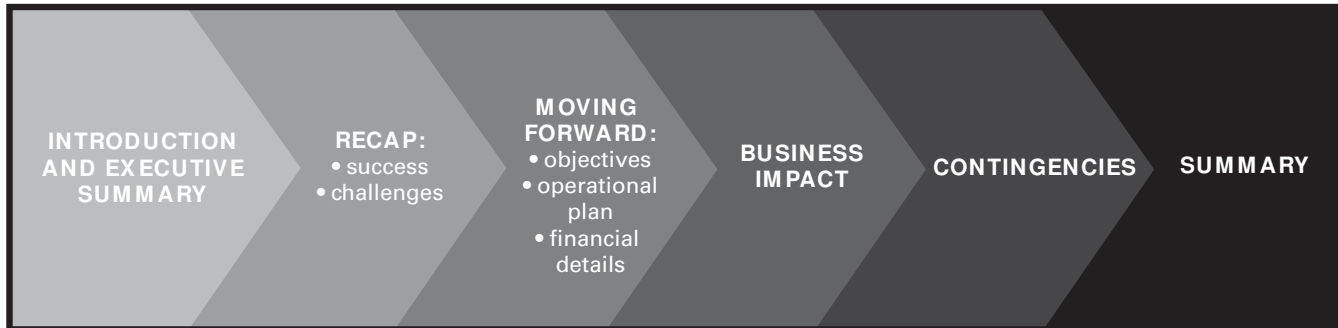 INTRODUCTION
AND EXECUTIVE
SUMMARY
RECAP:
• success
• challenges
MOVING
FORWARD:
• objectives
• operational
plan
• financial
details
BUSINESS
IMPACT
CONTINGENCIES
SUMMARY